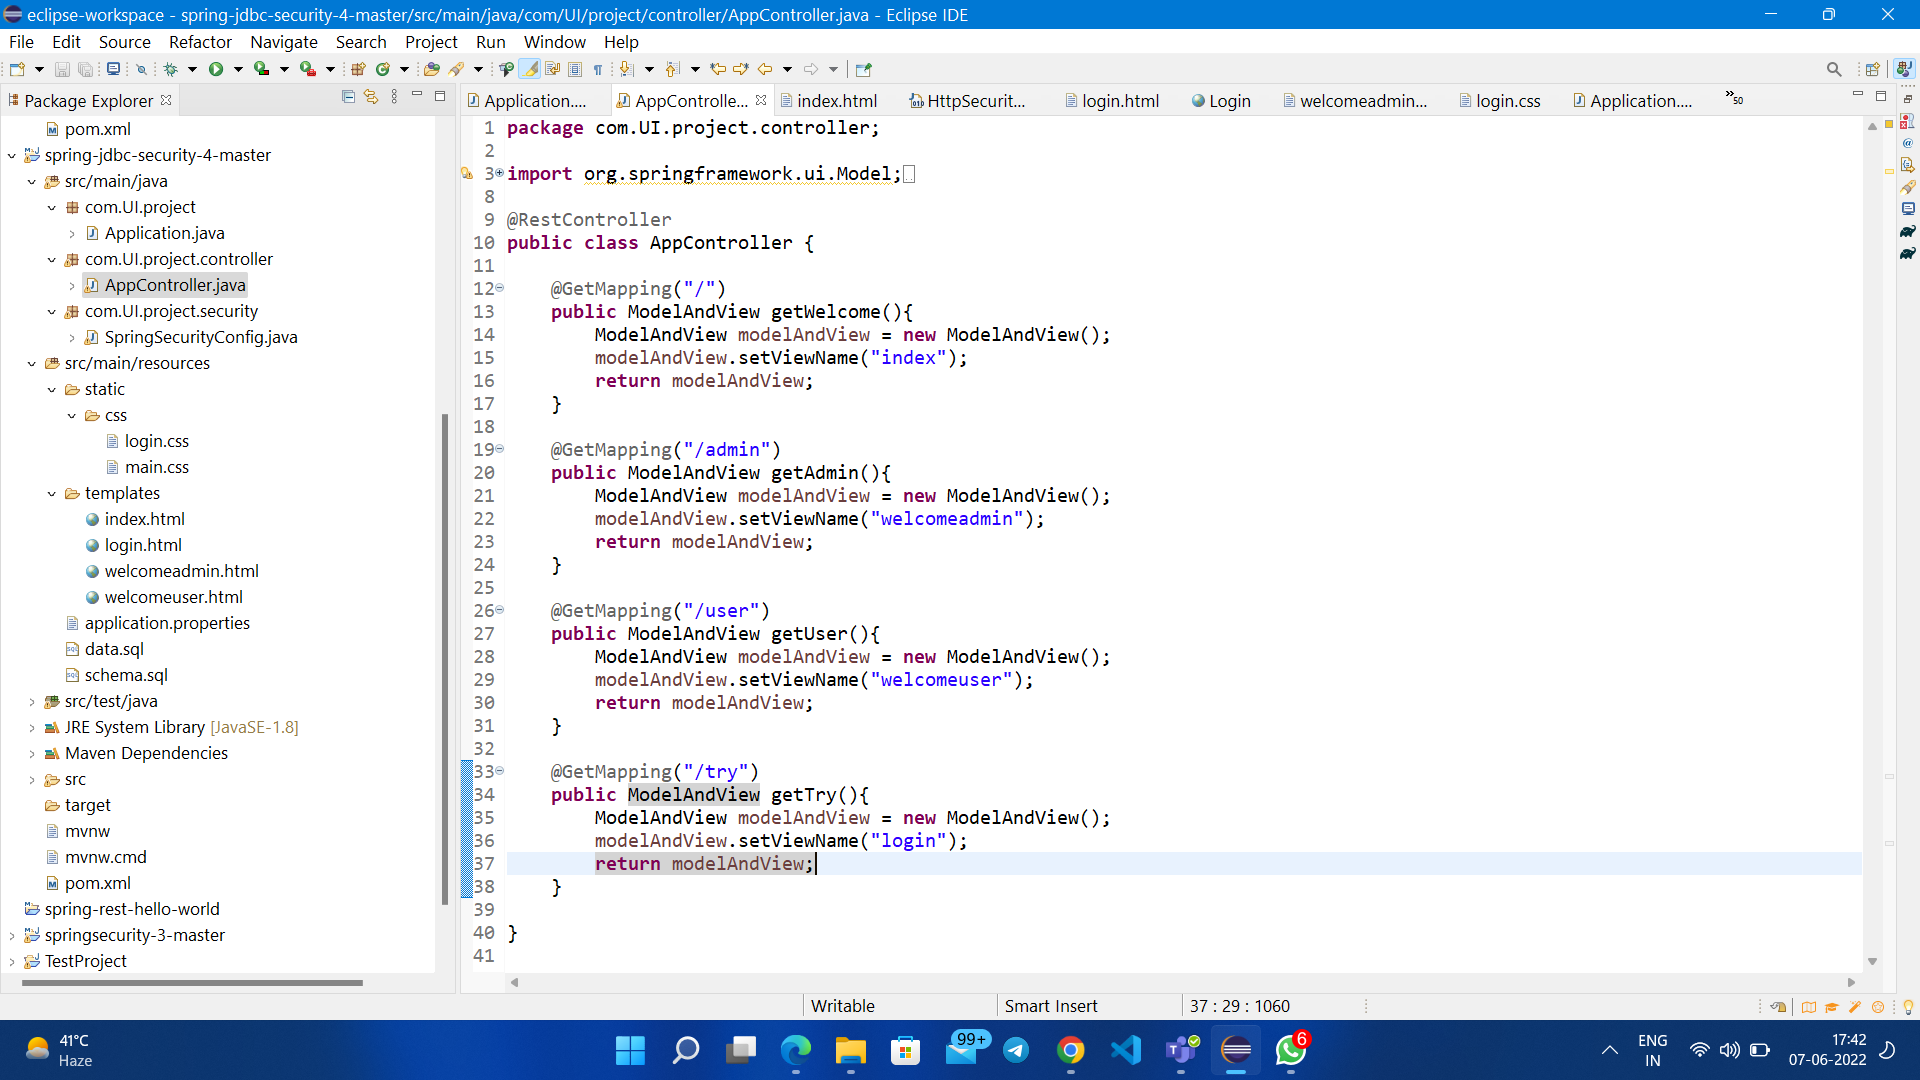 eclipse-workspace - spring-jdbc-security-4-master/src/main/java/com/UI/project/controller/AppController.java - Eclipse IDE
File Edit Source Refactor Navigate Search Project Run Window Help
Package Explorer
pom.xml
spring-jdbc-security-4-master
src/main/java
com.UI.project
Application.java
com.UI.project.controller
AppController.java
com.UI.project.security
SpringSecurityConfig.java
src/main/resources
static
css
login.css
main.css
templates
index.html
login.html
welcomeadmin.html
welcomeuser.html
application.properties
data.sql
schema.sql
src/test/java
JRE System Library [JavaSE-1.8]
Maven Dependencies
src
target
mvnw
mvnw.cmd
pom.xml
spring-rest-hello-world
springsecurity-3-master
TestProject
Application.... AppControlle... index.html HttpSecurit... login.html Login welcomeadmin... login.css Application.... »50
1 package com.UI.project.controller;
2
3 import org.springframework.ui.Model;
8
9 @RestController
10 public class AppController {
11
12 @GetMapping("/")
13 public ModelAndView getWelcome(){
14 ModelAndView modelAndView = new ModelAndView();
15 modelAndView.setViewName("index");
16 return modelAndView;
17 }
18
19 @GetMapping("/admin")
20 public ModelAndView getAdmin(){
21 ModelAndView modelAndView = new ModelAndView();
22 modelAndView.setViewName("welcomeadmin");
23 return modelAndView;
24 }
25
26 @GetMapping("/user")
27 public ModelAndView getUser(){
28 ModelAndView modelAndView = new ModelAndView();
29 modelAndView.setViewName("welcomeuser");
30 return modelAndView;
31 }
32
33 @GetMapping("/try")
34 public ModelAndView getTry(){
35 ModelAndView modelAndView = new ModelAndView();
36 modelAndView.setViewName("login");
37 return modelAndView;
38 }
39
40 }
41
Writable Smart Insert 37 : 29 : 1060
41°C
Haze
99+
6
ENG
IN
17:42
07-06-2022